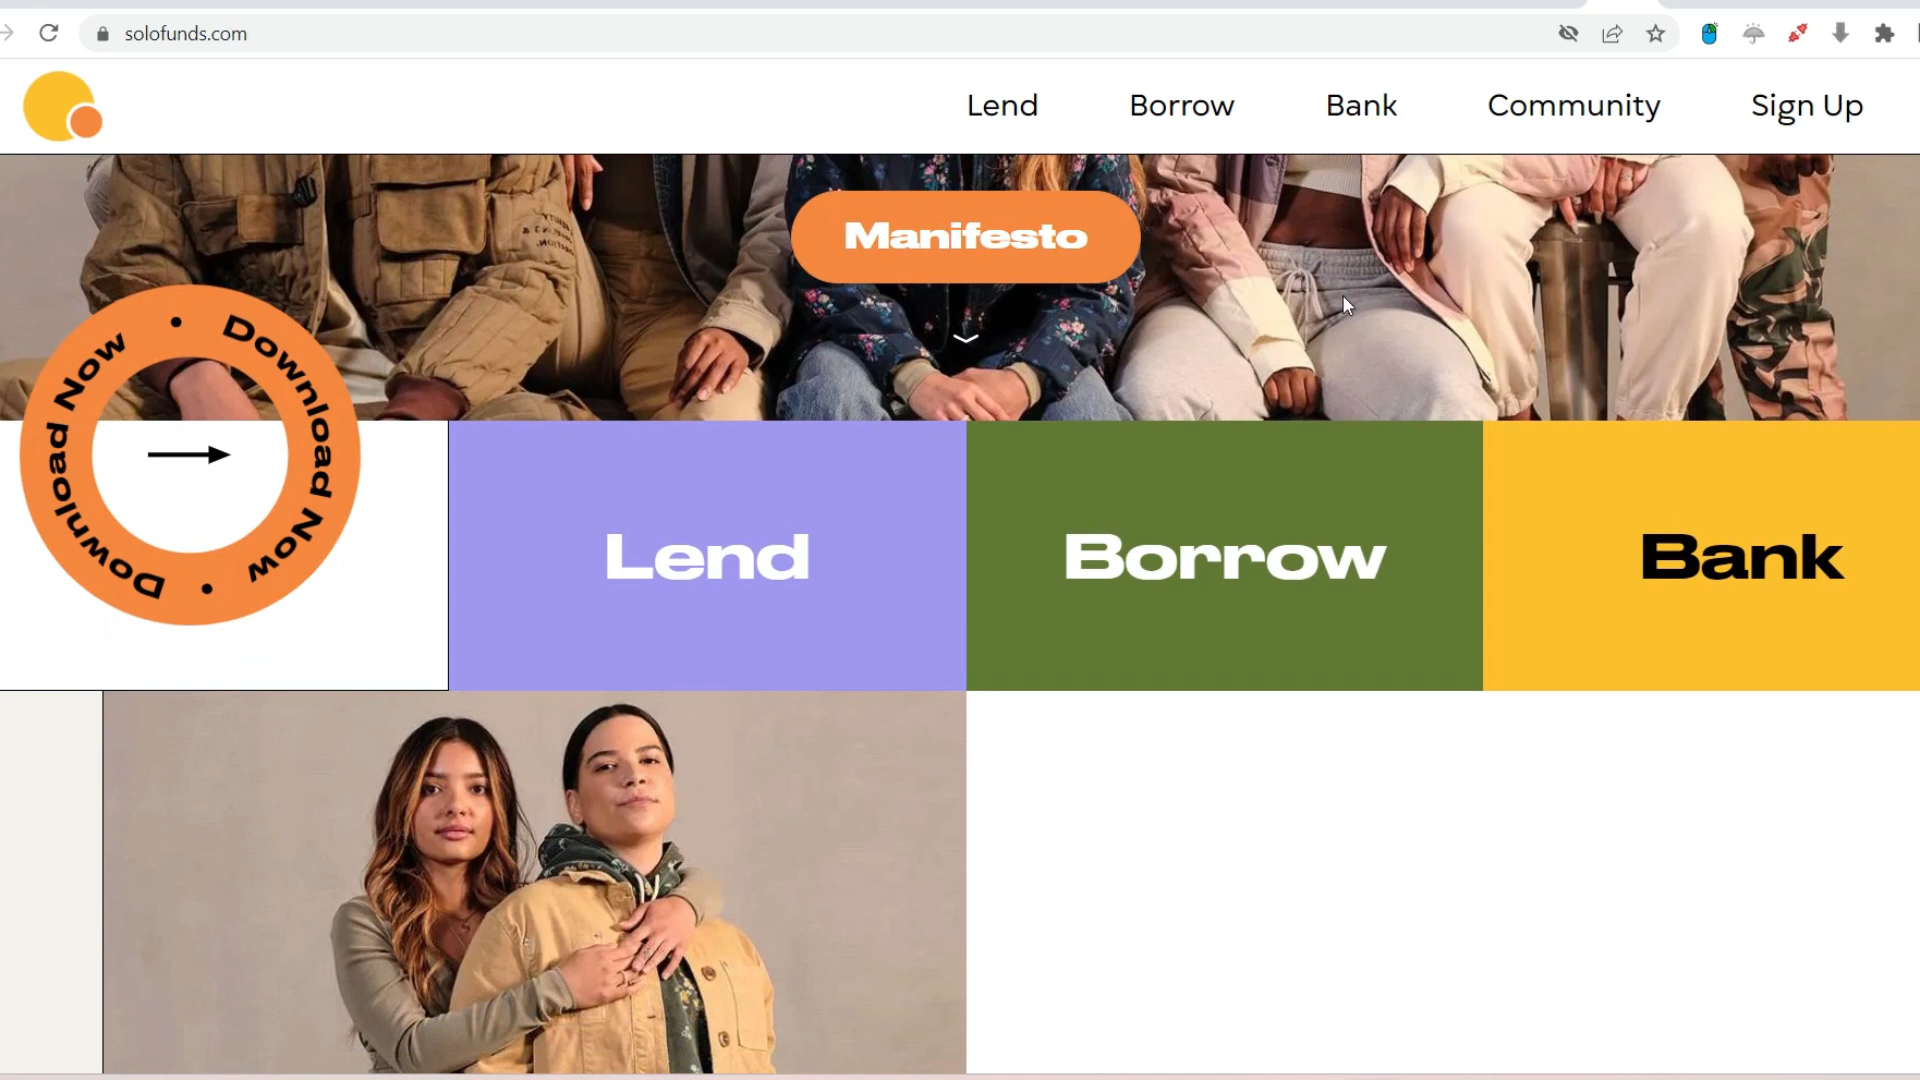 solofunds.com
Lend
Borrow
Bank
Community
Sign Up
Manifesto
Download Now • Download Now •
Lend
Borrow
Bank